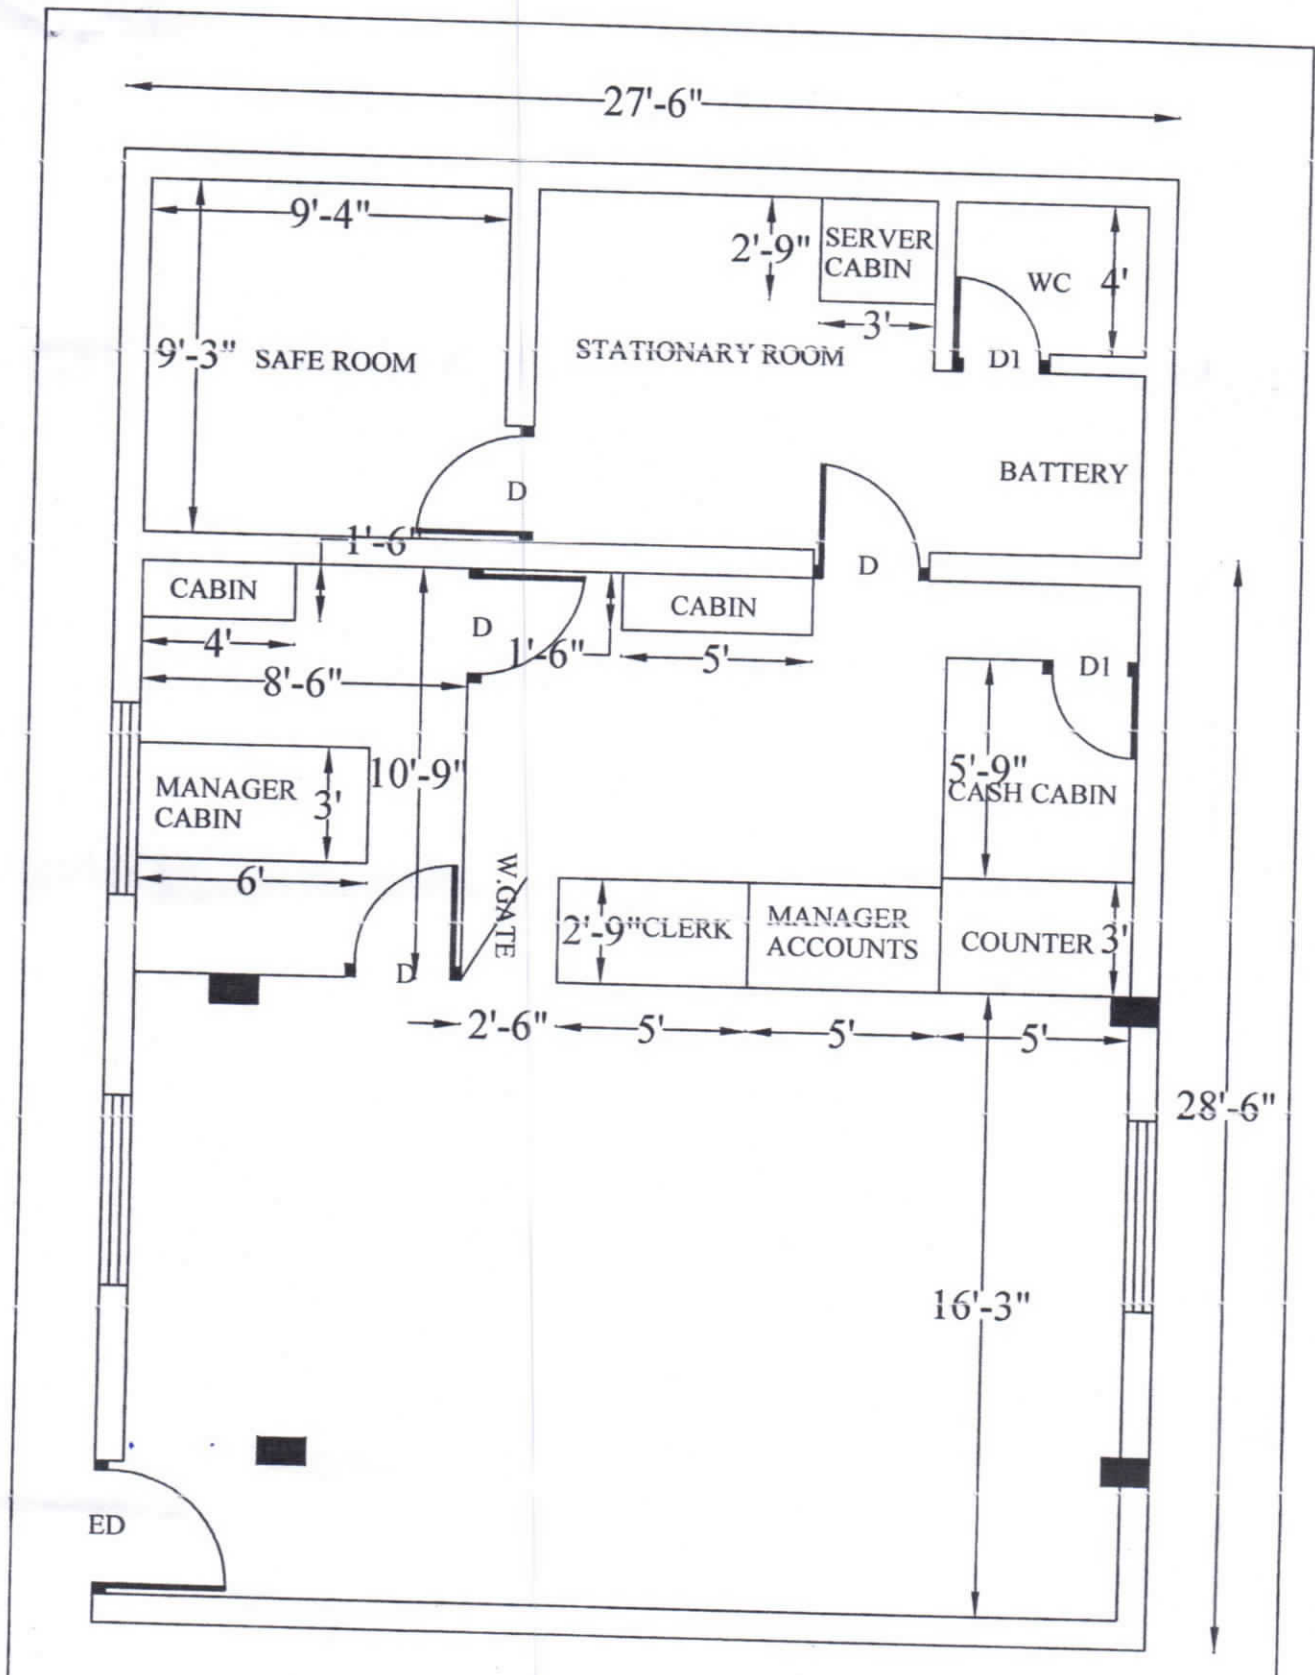 27'-6"
9'-4"
2'-9"
SERVER
CABIN
WC
4'
3'
9'-3"
SAFE ROOM
STATIONARY ROOM
D1
BATTERY
D
1'-6"
D
CABIN
CABIN
D
4'
1'-6"
5'
8'-6"
D1
10'-9"
5'-9"
MANAGER
CABIN
3'
CASH CABIN
6'
W.GATE
2'-9"
CLERK
MANAGER
ACCOUNTS
COUNTER
3'
D
2'-6"
5'
5'
5'
28'-6"
16'-3"
ED